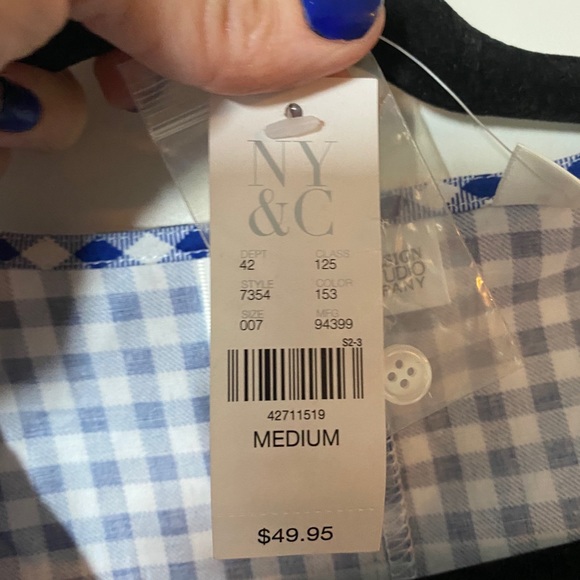 NY
&C
DEPT CLASS
42 125
STYLE COLOR
7354 153
SIZE MFG
007 94399
S2-3
42711519
MEDIUM
$49.95